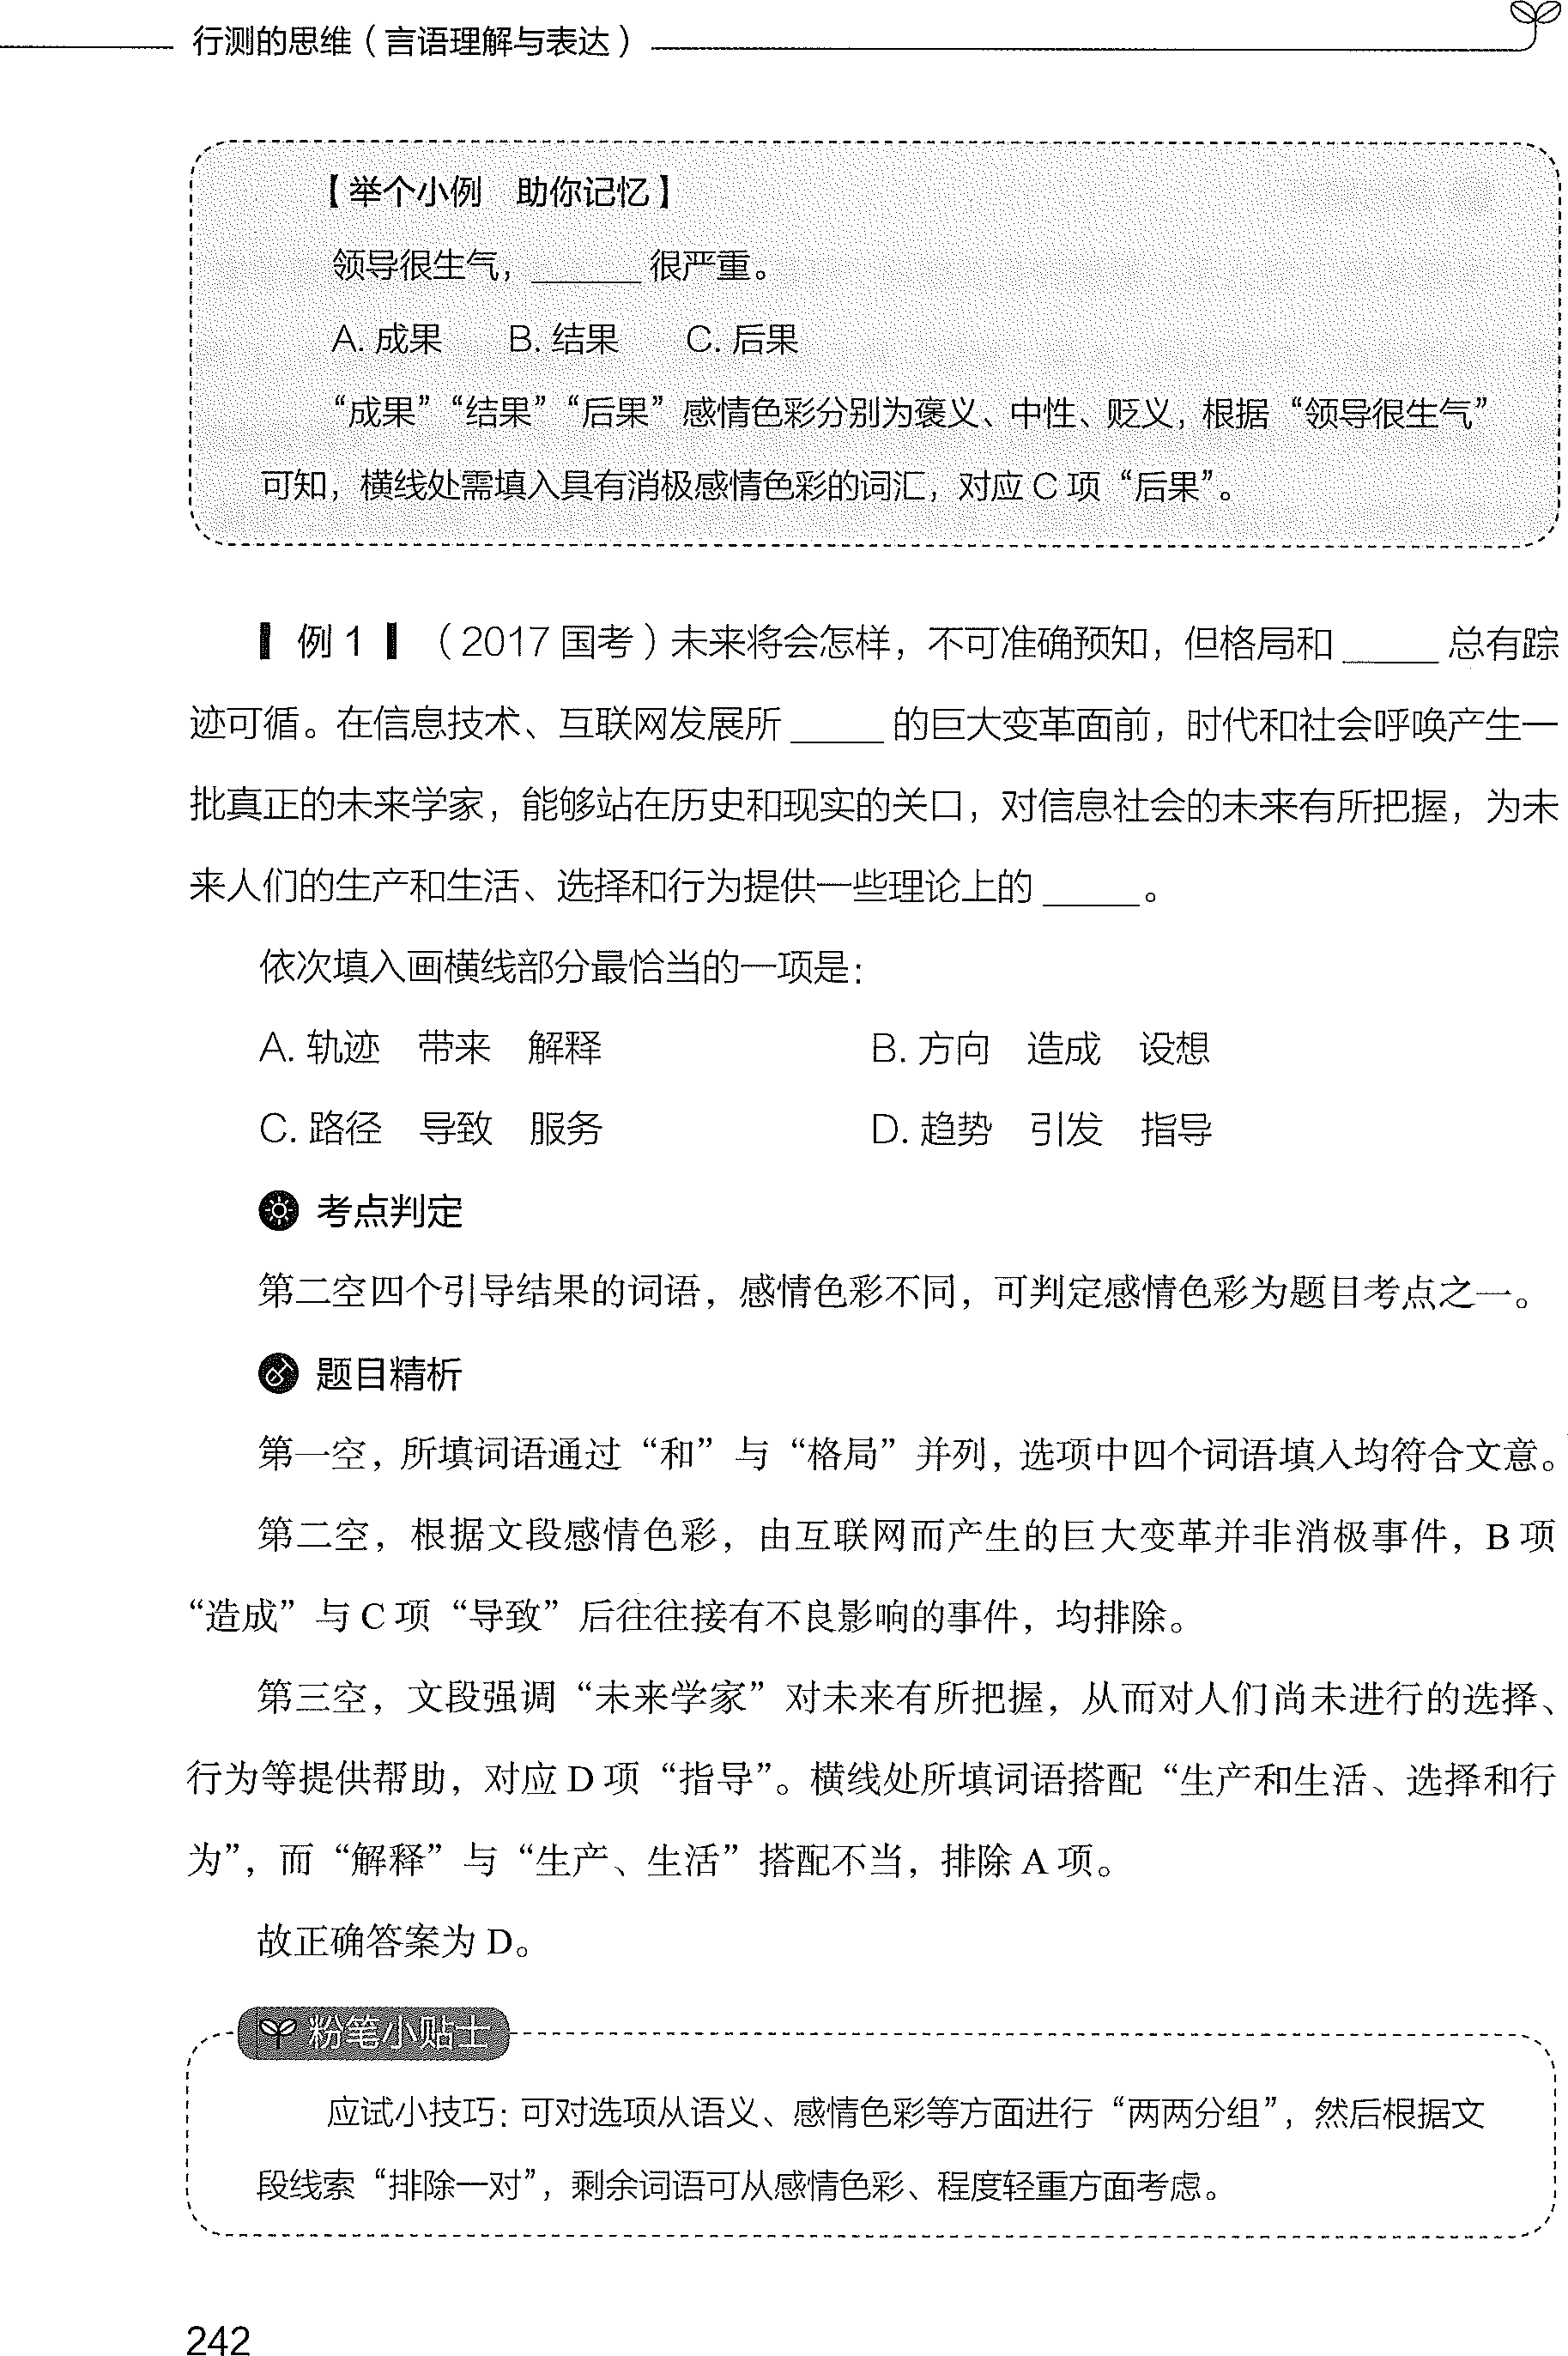 行测的思维（言语理解与表达）
【举个小例　助你记忆】
领导很生气，______很严重。
A. 成果　B. 结果　C. 后果
“成果”“结果”“后果”感情色彩分别为褒义、中性、贬义，根据“领导很生气”
可知，横线处需填入具有消极感情色彩的词汇，对应 C 项“后果”。
例 1 （2017 国考）未来将会怎样，不可准确预知，但格局和______总有踪
迹可循。在信息技术、互联网发展所______的巨大变革面前，时代和社会呼唤产生一
批真正的未来学家，能够站在历史和现实的关口，对信息社会的未来有所把握，为未
来人们的生产和生活、选择和行为提供一些理论上的______。
依次填入画横线部分最恰当的一项是：
A. 轨迹　带来　解释　B. 方向　造成　设想
C. 路径　导致　服务　D. 趋势　引发　指导
考点判定
第二空四个引导结果的词语，感情色彩不同，可判定感情色彩为题目考点之一。
题目精析
第一空，所填词语通过“和”与“格局”并列，选项中四个词语填入均符合文意。
第二空，根据文段感情色彩，由互联网而产生的巨大变革并非消极事件，B 项
“造成”与 C 项“导致”后往往接有不良影响的事件，均排除。
第三空，文段强调“未来学家”对未来有所把握，从而对人们尚未进行的选择、
行为等提供帮助，对应 D 项“指导”。横线处所填词语搭配“生产和生活、选择和行
为”，而“解释”与“生产、生活”搭配不当，排除 A 项。
故正确答案为 D。
粉笔小贴士
应试小技巧：可对选项从语义、感情色彩等方面进行“两两分组”，然后根据文
段线索“排除一对”，剩余词语可从感情色彩、程度轻重方面考虑。
242